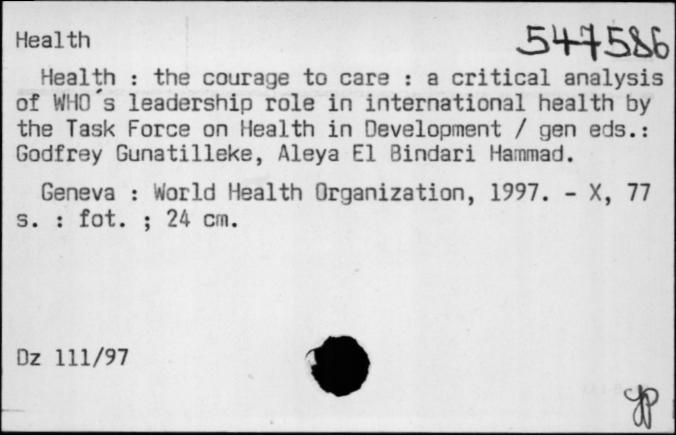 Health 547586
Health : the courage to care : a critical analysis
of WHO´s leadership role in international health by
the Task Force on Health in Development / gen eds.:
Godfrey Gunatilleke, Aleya El Bindari Hammad.
Geneva : World Health Organization, 1997. - X, 77
s. : fot. ; 24 cm.
Dz 111/97